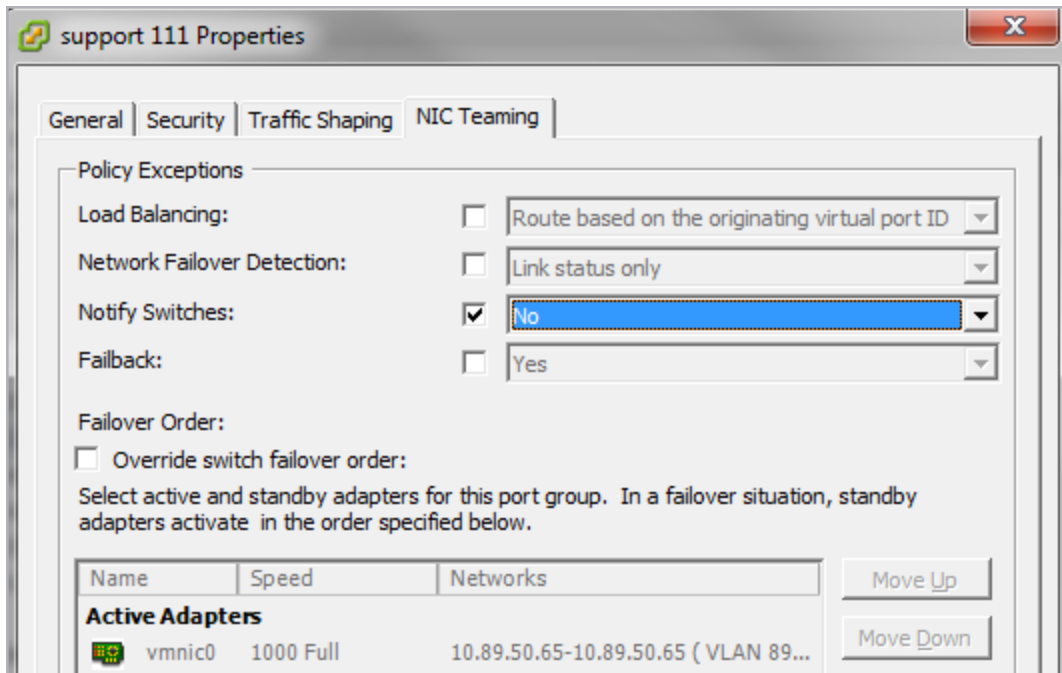 support 111 Properties
General Security Traffic Shaping NIC Teaming
Policy Exceptions
Load Balancing: Route based on the originating virtual port ID
Network Failover Detection: Link status only
Notify Switches: No
Failback: Yes
Failover Order:
Override switch failover order:
Select active and standby adapters for this port group. In a failover situation, standby
adapters activate in the order specified below.
Name Speed Networks Move Up
Active Adapters
vmnic0 1000 Full 10.89.50.65-10.89.50.65 ( VLAN 89... Move Down